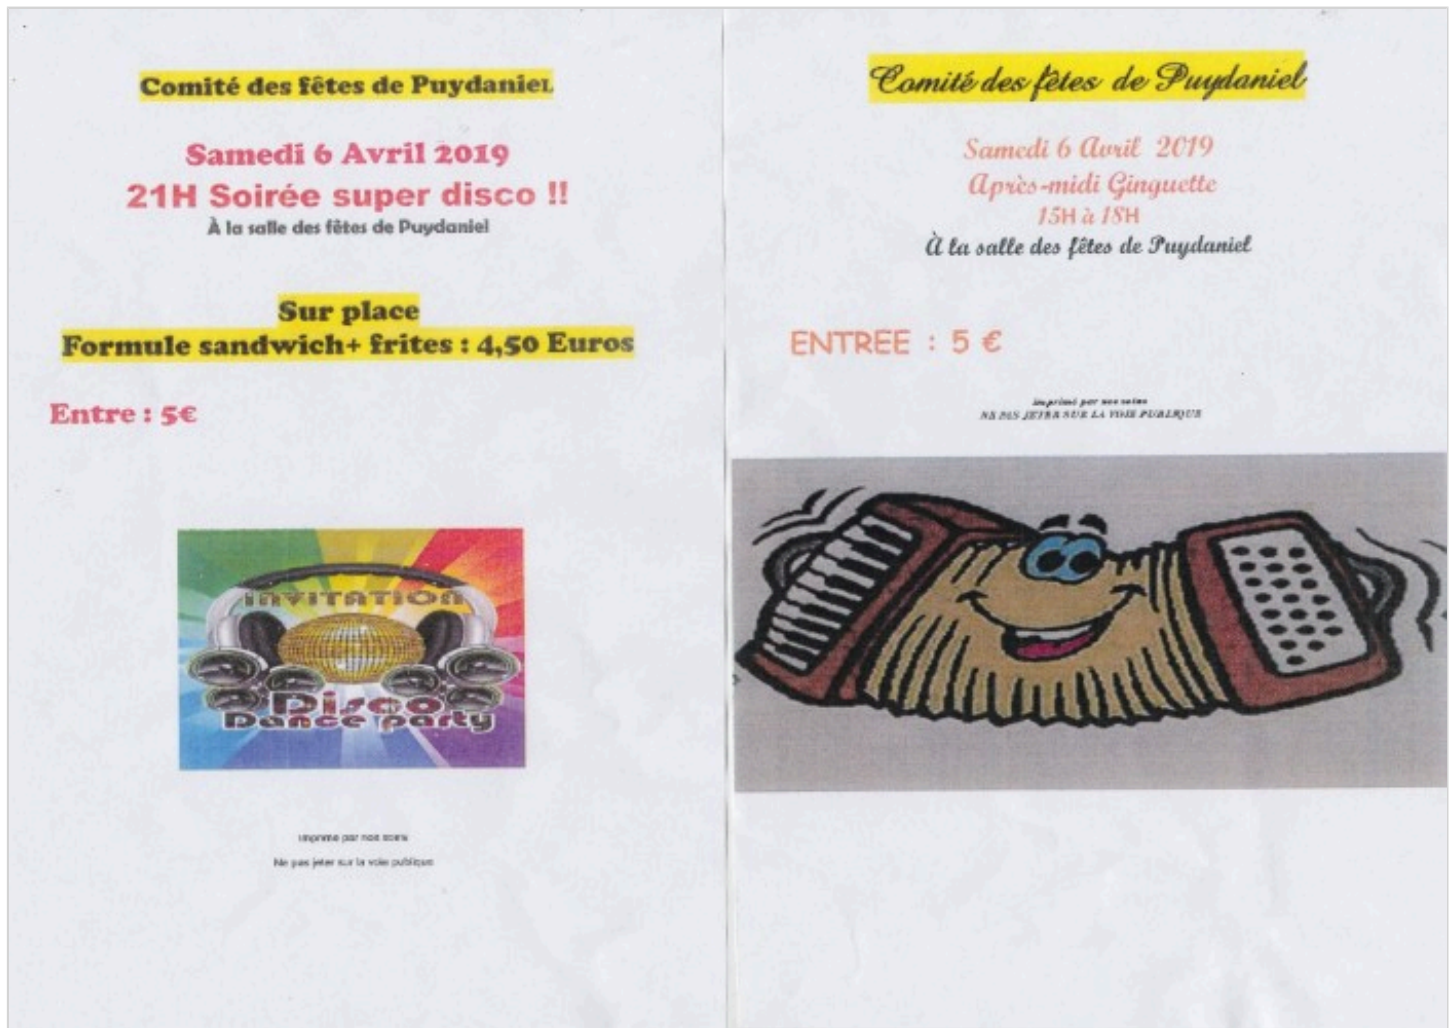 Comité des fêtes de Puydaniel
Samedi 6 Avril 2019
21H Soirée super disco !!
À la salle des fêtes de Puydaniel
Sur place
Formule sandwich+ frites : 4,50 Euros
Entre : 5€
INVITATION
Disco
Dance party
Imprimé par nos soins
Ne pas jeter sur la voie publique
Comité des fêtes de Puydaniel
Samedi 6 Avril 2019
Après-midi Ginguette
15H à 18H
À la salle des fêtes de Puydaniel
ENTREE : 5 €
imprimé par nos soins
NE PAS JETER SUR LA VOIE PUBLIQUE